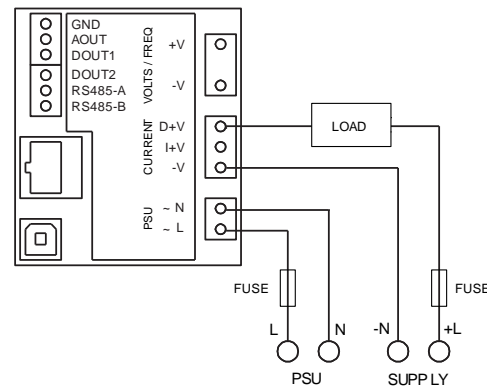 GND
AOUT
DOUT1
DOUT2
RS485-A
RS485-B
VOLTS / FREQ
+V
-V
CURRENT
D+V
I+V
-V
PSU
~ N
~ L
LOAD
FUSE
FUSE
L
N
-N
+L
PSU
SUPPLY